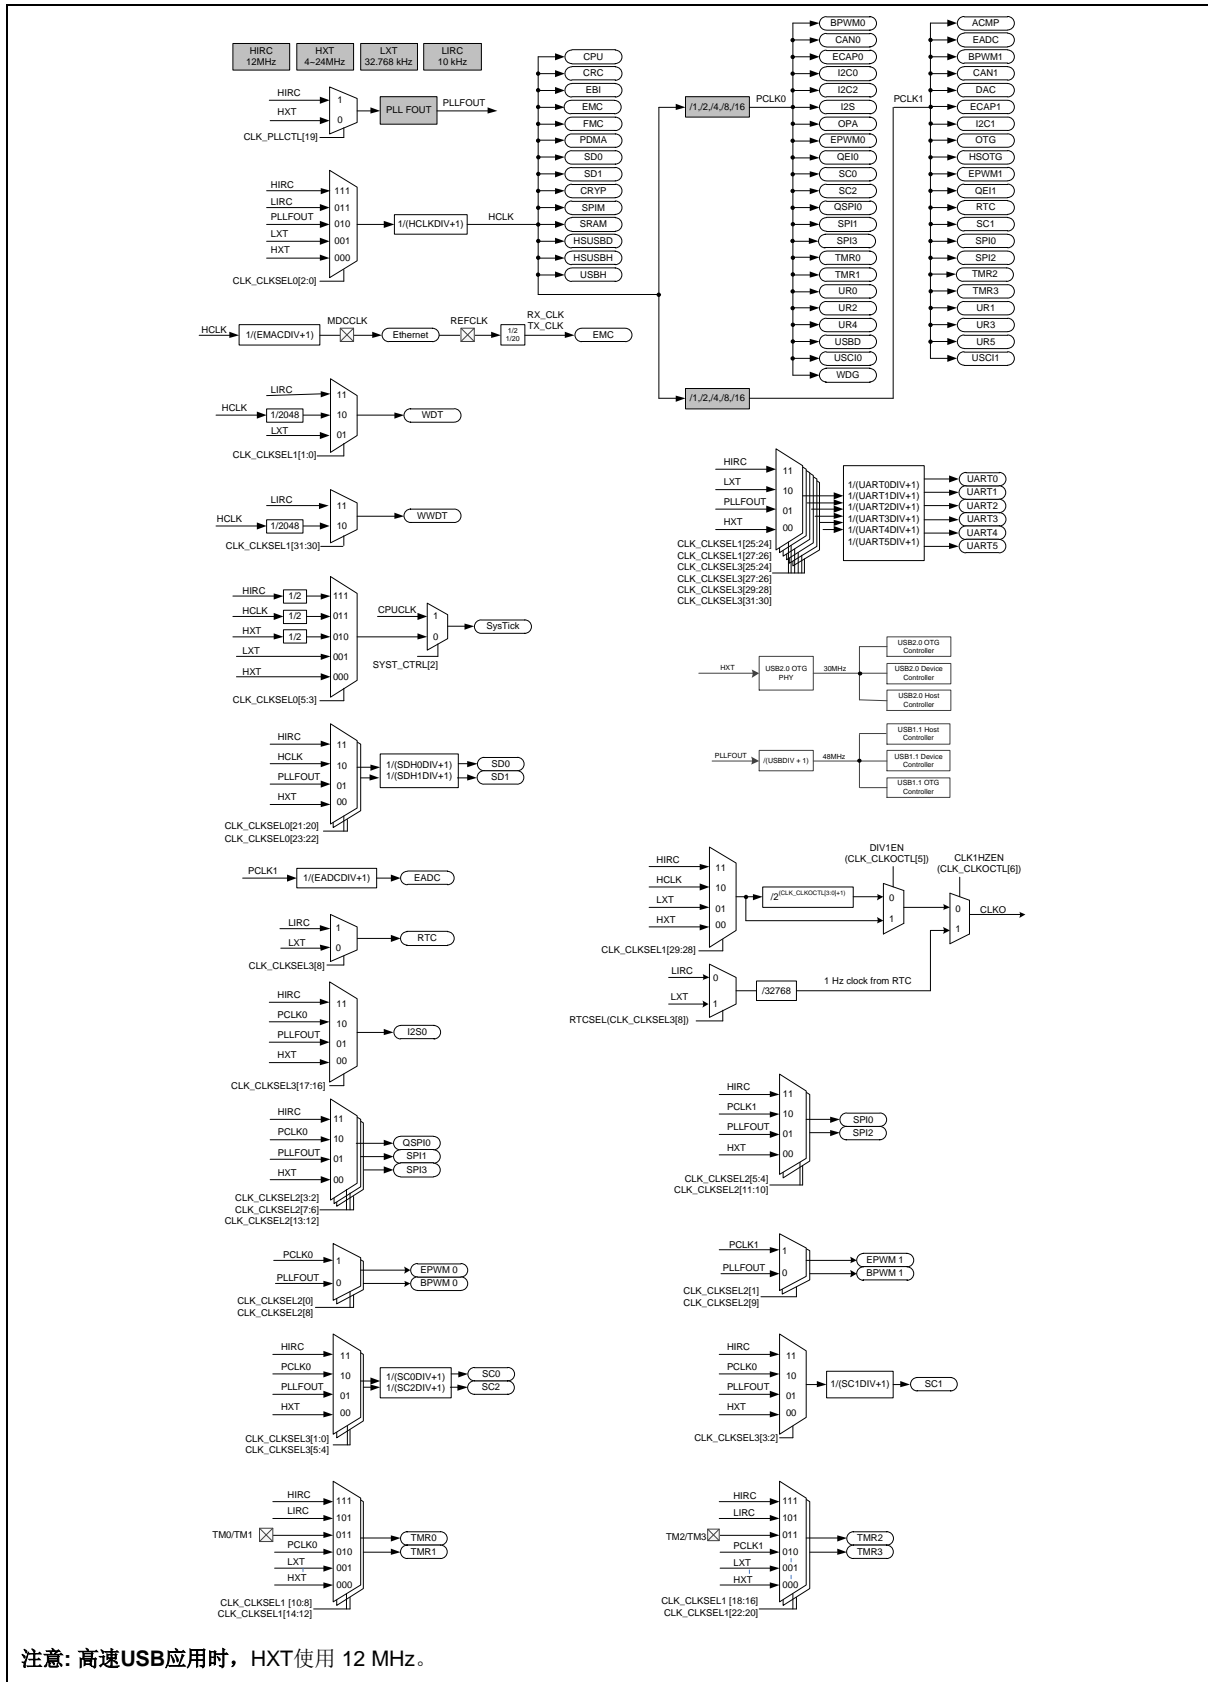 HIRC
12MHz
HXT
4~24MHz
LXT
32.768 kHz
LIRC
10 kHz
HIRC
HXT
1
0
CLK_PLLCTL[19]
PLL FOUT
PLLFOUT
HIRC
LIRC
PLLFOUT
LXT
HXT
111
011
010
001
000
CLK_CLKSEL0[2:0]
1/(HCLKDIV+1)
HCLK
CPU
CRC
EBI
EMC
FMC
PDMA
SD0
SD1
CRYP
SPIM
SRAM
HSUSBD
HSUSBH
USBH
/1,/2,/4,/8,/16
PCLK0
BPWM0
CAN0
ECAP0
I2C0
I2C2
I2S
OPA
EPWM0
QEI0
SC0
SC2
QSPI0
SPI1
SPI3
TMR0
TMR1
UR0
UR2
UR4
USBD
USCI0
WDG
/1,/2,/4,/8,/16
PCLK1
ACMP
EADC
BPWM1
CAN1
DAC
ECAP1
I2C1
OTG
HSOTG
EPWM1
QEI1
RTC
SC1
SPI0
SPI2
TMR2
TMR3
UR1
UR3
UR5
USCI1
HCLK
1/(EMACDIV+1)
MDCCLK
Ethernet
REFCLK
1/2
1/20
RX_CLK
TX_CLK
EMC
LIRC
HCLK
1/2048
LXT
11
10
01
CLK_CLKSEL1[1:0]
WDT
LIRC
HCLK
1/2048
11
10
CLK_CLKSEL1[31:30]
WWDT
HIRC
1/2
HCLK
1/2
HXT
1/2
LXT
HXT
111
011
010
001
000
CLK_CLKSEL0[5:3]
CPUCLK
1
0
SYST_CTRL[2]
SysTick
HIRC
LXT
PLLFOUT
HXT
11
10
01
00
CLK_CLKSEL1[25:24]
CLK_CLKSEL1[27:26]
CLK_CLKSEL3[25:24]
CLK_CLKSEL3[27:26]
CLK_CLKSEL3[29:28]
CLK_CLKSEL3[31:30]
1/(UART0DIV+1)
1/(UART1DIV+1)
1/(UART2DIV+1)
1/(UART3DIV+1)
1/(UART4DIV+1)
1/(UART5DIV+1)
UART0
UART1
UART2
UART3
UART4
UART5
HXT
USB2.0 OTG
PHY
30MHz
USB2.0 OTG
Controller
USB2.0 Device
Controller
USB2.0 Host
Controller
PLLFOUT
/(USBDIV + 1)
48MHz
USB1.1 Host
Controller
USB1.1 Device
Controller
USB1.1 OTG
Controller
HIRC
HCLK
PLLFOUT
HXT
11
10
01
00
CLK_CLKSEL0[21:20]
CLK_CLKSEL0[23:22]
1/(SDH0DIV+1)
1/(SDH1DIV+1)
SD0
SD1
PCLK1
1/(EADCDIV+1)
EADC
LIRC
LXT
1
0
CLK_CLKSEL3[8]
RTC
HIRC
HCLK
LXT
HXT
11
10
01
00
CLK_CLKSEL1[29:28]
/2(CLK_CLKOCTL[3:0]+1)
DIV1EN
(CLK_CLKOCTL[5])
0
1
CLK1HZEN
(CLK_CLKOCTL[6])
0
1
CLKO
LIRC
LXT
0
1
RTCSEL(CLK_CLKSEL3[8])
/32768
1 Hz clock from RTC
HIRC
PCLK0
PLLFOUT
HXT
11
10
01
00
CLK_CLKSEL3[17:16]
I2S0
HIRC
PCLK0
PLLFOUT
HXT
11
10
01
00
CLK_CLKSEL2[3:2]
CLK_CLKSEL2[7:6]
CLK_CLKSEL2[13:12]
QSPI0
SPI1
SPI3
HIRC
PCLK1
PLLFOUT
HXT
11
10
01
00
CLK_CLKSEL2[5:4]
CLK_CLKSEL2[11:10]
SPI0
SPI2
PCLK0
PLLFOUT
1
0
CLK_CLKSEL2[0]
CLK_CLKSEL2[8]
EPWM 0
BPWM 0
PCLK1
PLLFOUT
1
0
CLK_CLKSEL2[1]
CLK_CLKSEL2[9]
EPWM 1
BPWM 1
HIRC
PCLK0
PLLFOUT
HXT
11
10
01
00
CLK_CLKSEL3[1:0]
CLK_CLKSEL3[5:4]
1/(SC0DIV+1)
1/(SC2DIV+1)
SC0
SC2
HIRC
PCLK0
PLLFOUT
HXT
11
10
01
00
CLK_CLKSEL3[3:2]
1/(SC1DIV+1)
SC1
HIRC
LIRC
TM0/TM1
PCLK0
LXT
HXT
111
101
011
010
001
000
CLK_CLKSEL1 [10:8]
CLK_CLKSEL1[14:12]
TMR0
TMR1
HIRC
LIRC
TM2/TM3
PCLK1
LXT
HXT
111
101
011
010
001
000
CLK_CLKSEL1 [18:16]
CLK_CLKSEL1[22:20]
TMR2
TMR3
注意: 高速USB应用时，HXT使用 12 MHz。